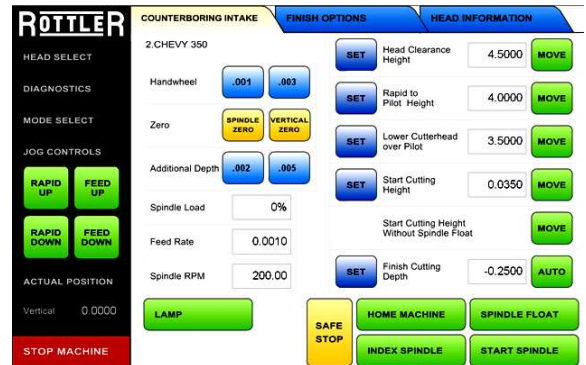 ROTTLER
HEAD SELECT
DIAGNOSTICS
MODE SELECT
JOG CONTROLS
RAPID UP
FEED UP
RAPID DOWN
FEED DOWN
ACTUAL POSITION
Vertical 0.0000
STOP MACHINE
COUNTERBORING INTAKE
FINISH OPTIONS
HEAD INFORMATION
2.CHEVY 350
Handwheel .001 .003
Zero SPINDLE ZERO VERTICAL ZERO
Additional Depth .002 .005
Spindle Load 0%
Feed Rate 0.0010
Spindle RPM 200.00
SET Head Clearance Height 4.5000 MOVE
SET Rapid to Pilot Height 4.0000 MOVE
SET Lower Cutterhead over Pilot 3.5000 MOVE
SET Start Cutting Height 0.0350 MOVE
Start Cutting Height Without Spindle Float MOVE
SET Finish Cutting Depth -0.2500 AUTO
LAMP
SAFE STOP
HOME MACHINE
SPINDLE FLOAT
INDEX SPINDLE
START SPINDLE